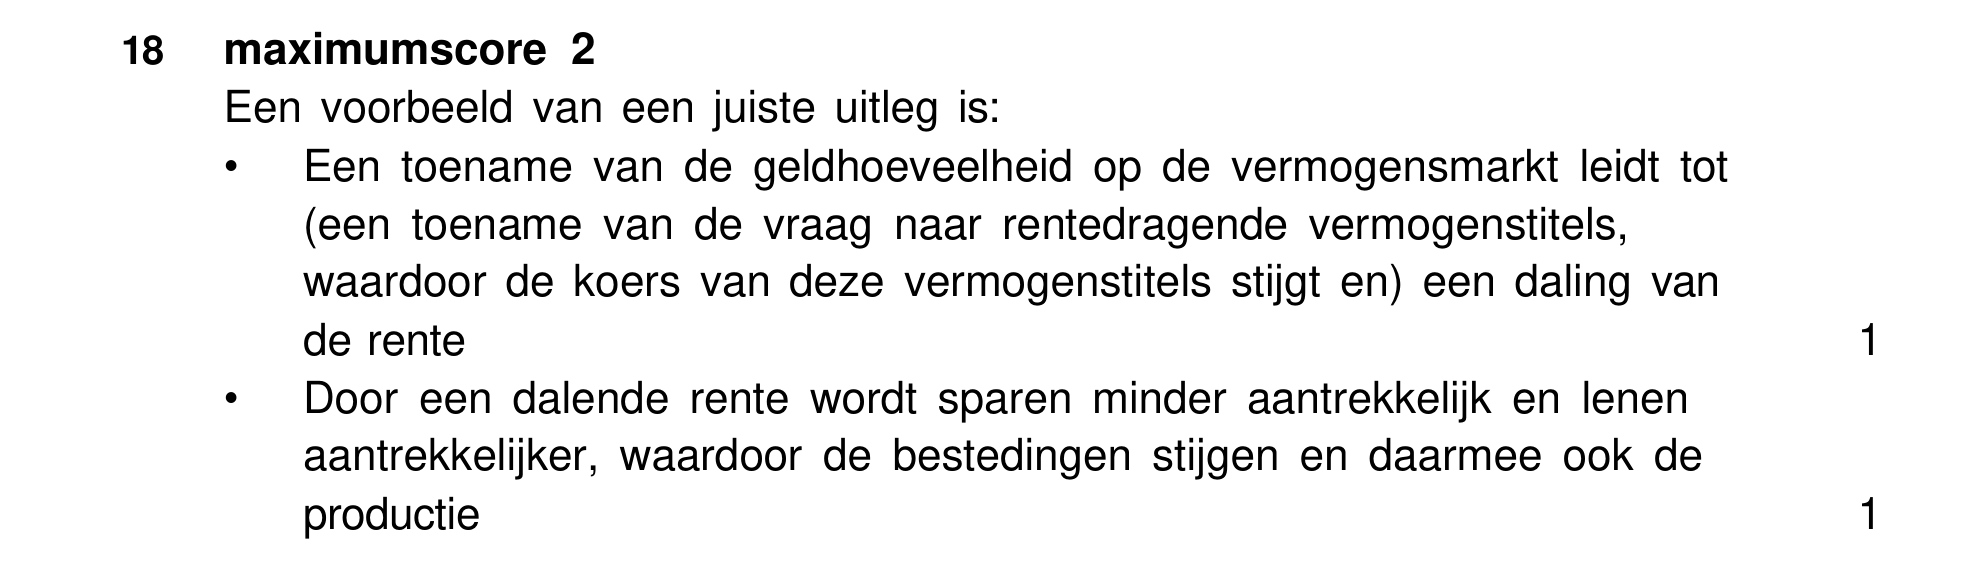 18 maximumscore 2
Een voorbeeld van een juiste uitleg is:
• Een toename van de geldhoeveelheid op de vermogensmarkt leidt tot
(een toename van de vraag naar rentedragende vermogenstitels,
waardoor de koers van deze vermogenstitels stijgt en) een daling van
de rente 1
• Door een dalende rente wordt sparen minder aantrekkelijk en lenen
aantrekkelijker, waardoor de bestedingen stijgen en daarmee ook de
productie 1